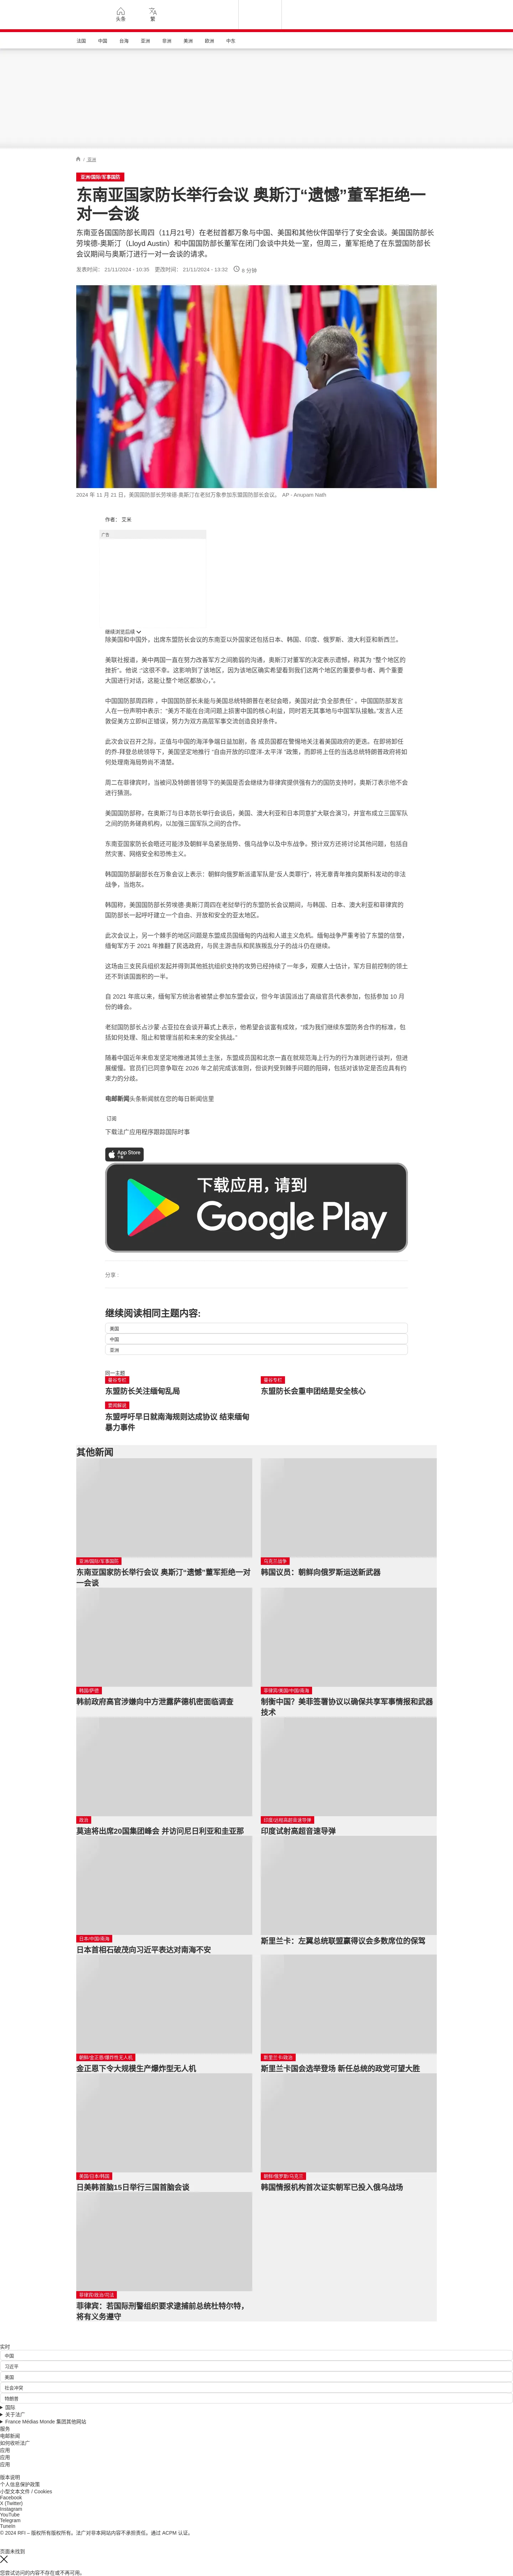 头条
繁
法国
中国
台海
亚洲
非洲
美洲
欧洲
中东
亚洲
亚洲/国际/军事国防
东南亚国家防长举行会议 奥斯汀“遗憾”董军拒绝一
对一会谈
东南亚各国国防部长周四（11月21号）在老挝首都万象与中国、美国和其他伙伴国举行了安全会谈。美国国防部长
劳埃德-奥斯汀（Lloyd Austin）和中国国防部长董军在闭门会谈中共处一室，但周三，董军拒绝了在东盟国防部长
会议期间与奥斯汀进行一对一会谈的请求。
发表时间： 21/11/2024 - 10:35 更改时间： 21/11/2024 - 13:32 6 分钟
2024 年 11 月 21 日，美国国防部长劳埃德·奥斯汀在老挝万象参加东盟国防部长会议。 AP - Anupam Nath
作者： 艾米
广告
继续浏览后续
除美国和中国外，出席东盟防长会议的东南亚以外国家还包括日本、韩国、印度、俄罗斯、澳大利亚和新西兰。
美联社报道，美中两国一直在努力改善军方之间脆弱的沟通，奥斯汀对董军的决定表示遗憾，称其为 “整个地区的
挫折”。他说 :“这很不幸。这影响到了该地区，因为该地区确实希望看到我们这两个地区的重要参与者、两个重要
大国进行对话，这能让整个地区都放心，”。
中国国防部周四称， 中国国防部长未能与美国总统特朗普在老挝会晤，美国对此“负全部责任” 。中国国防部发言
人在一份声明中表示：“美方不能在台湾问题上损害中国的核心利益，同时若无其事地与中国军队接触。”发言人还
敦促美方立即纠正错误，努力为双方高层军事交流创造良好条件。
此次会议召开之际，正值与中国的海洋争端日益加剧，各 成员国都在警惕地关注着美国政府的更迭。在即将卸任
的乔-拜登总统领导下，美国坚定地推行 “自由开放的印度洋-太平洋 ”政策，而即将上任的当选总统特朗普政府将如
何处理南海局势尚不清楚。
周二在菲律宾时，当被问及特朗普领导下的美国是否会继续为菲律宾提供强有力的国防支持时，奥斯汀表示他不会
进行猜测。
美国国防部称，在奥斯汀与日本防长举行会谈后，美国、澳大利亚和日本同意扩大联合演习，并宣布成立三国军队
之间的防务磋商机构，以加强三国军队之间的合作。
东南亚国家防长会晤还可能涉及朝鲜半岛紧张局势、俄乌战争以及中东战争。预计双方还将讨论其他问题，包括自
然灾害、网络安全和恐怖主义。
韩国国防部副部长在万象会议上表示：朝鲜向俄罗斯派遣军队是“反人类罪行”，将无辜青年推向莫斯科发动的非法
战争，当炮灰。
韩国称，美国国防部长劳埃德·奥斯汀周四在老挝举行的东盟防长会议期间，与韩国、日本、澳大利亚和菲律宾的
国防部长一起呼吁建立一个自由、开放和安全的亚太地区。
此次会议上，另一个棘手的地区问题是东盟成员国缅甸的内战和人道主义危机。缅甸战争严重考验了东盟的信誉，
缅甸军方于 2021 年推翻了民选政府，与民主游击队和民族叛乱分子的战斗仍在继续。
这场由三支民兵组织发起并得到其他抵抗组织支持的攻势已经持续了一年多，观察人士估计，军方目前控制的领土
还不到该国面积的一半。
自 2021 年底以来，缅甸军方统治者被禁止参加东盟会议，但今年该国派出了高级官员代表参加，包括参加 10 月
份的峰会。
老挝国防部长占沙蒙·占亚拉在会谈开幕式上表示，他希望会谈富有成效，“成为我们继续东盟防务合作的标准，包
括如何处理、阻止和管理当前和未来的安全挑战。”
随着中国近年来愈发坚定地推进其领土主张，东盟成员国和北京一直在就规范海上行为的行为准则进行谈判，但进
展缓慢。官员们已同意争取在 2026 年之前完成该准则，但谈判受到棘手问题的阻碍，包括对该协定是否应具有约
束力的分歧。
电邮新闻头条新闻就在您的每日新闻信里
订阅
下载法广应用程序跟踪国际时事
App Store
下载
下载应用，请到
Google Play
分享 :
继续阅读相同主题内容:
美国
中国
亚洲
同一主题
曼谷专栏
东盟防长关注缅甸乱局
曼谷专栏
东盟防长会重申团结是安全核心
要闻解说
东盟呼吁早日就南海规则达成协议 结束缅甸
暴力事件
其他新闻
亚洲/国际/军事国防
东南亚国家防长举行会议 奥斯汀“遗憾”董军拒绝一对
一会谈
乌克兰战争
韩国议员：朝鲜向俄罗斯运送新武器
韩国/萨德
韩前政府高官涉嫌向中方泄露萨德机密面临调查
菲律宾/美国/中国/南海
制衡中国？美菲签署协议以确保共享军事情报和武器
技术
政治
莫迪将出席20国集团峰会 并访问尼日利亚和圭亚那
印度/远程高超音速导弹
印度试射高超音速导弹
日本/中国/南海
日本首相石破茂向习近平表达对南海不安
斯里兰卡：左翼总统联盟赢得议会多数席位的保驾
朝鲜/金正恩/爆炸性无人机
金正恩下令大规模生产爆炸型无人机
斯里兰卡/政治
斯里兰卡国会选举登场 新任总统的政党可望大胜
美国/日本/韩国
日美韩首脑15日举行三国首脑会谈
朝鲜/俄罗斯/乌克兰
韩国情报机构首次证实朝军已投入俄乌战场
菲律宾/政治/司法
菲律宾：若国际刑警组织要求逮捕前总统杜特尔特，
将有义务遵守
实时
中国
习近平
美国
社会冲突
特朗普
国际
关于法广
France Médias Monde 集团其他网站
服务
电邮新闻
如何收听法广
应用
应用
应用
版本说明
个人信息保护政策
小型文本文件 / Cookies
Facebook
X (Twitter)
Instagram
YouTube
Telegram
TuneIn
© 2024 RFI – 版权所有版权所有。法广对非本网站内容不承担责任。通过 ACPM 认证。
页面未找到
您尝试访问的内容不存在或不再可用。